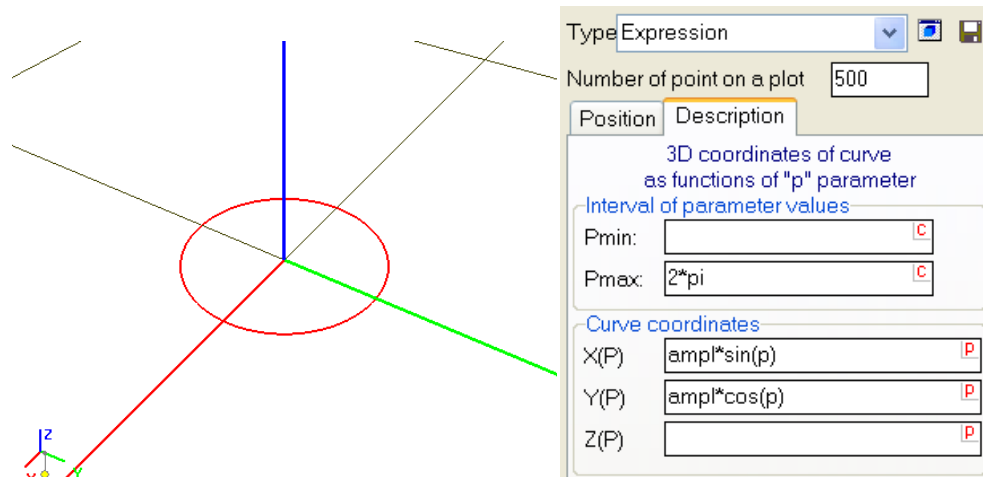 Type Expression
Number of point on a plot 500
Position Description
3D coordinates of curve
as functions of "p" parameter
Interval of parameter values
Pmin: C
Pmax: 2*pi C
Curve coordinates
X(P) ampl*sin(p) P
Y(P) ampl*cos(p) P
Z(P) P
Z
Y